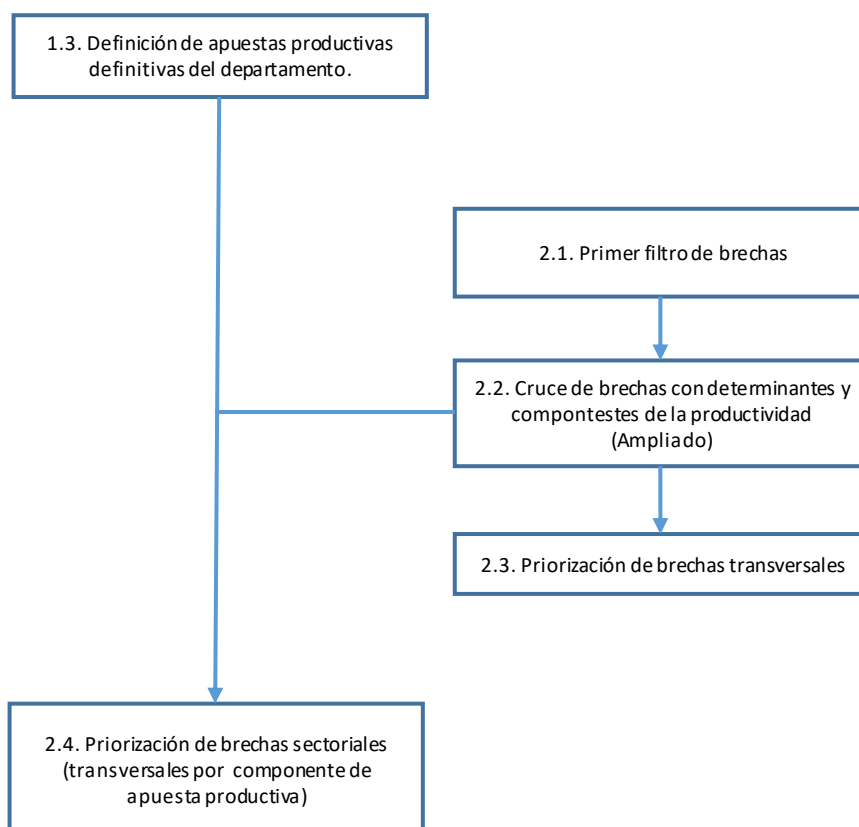 1.3. Definición de apuestas productivas
definitivas del departamento.
2.1. Primer filtro de brechas
2.2. Cruce de brechas con determinantes y
compontestes de la productividad
(Ampliado)
2.3. Priorización de brechas transversales
2.4. Priorización de brechas sectoriales
(transversales por componente de
apuesta productiva)